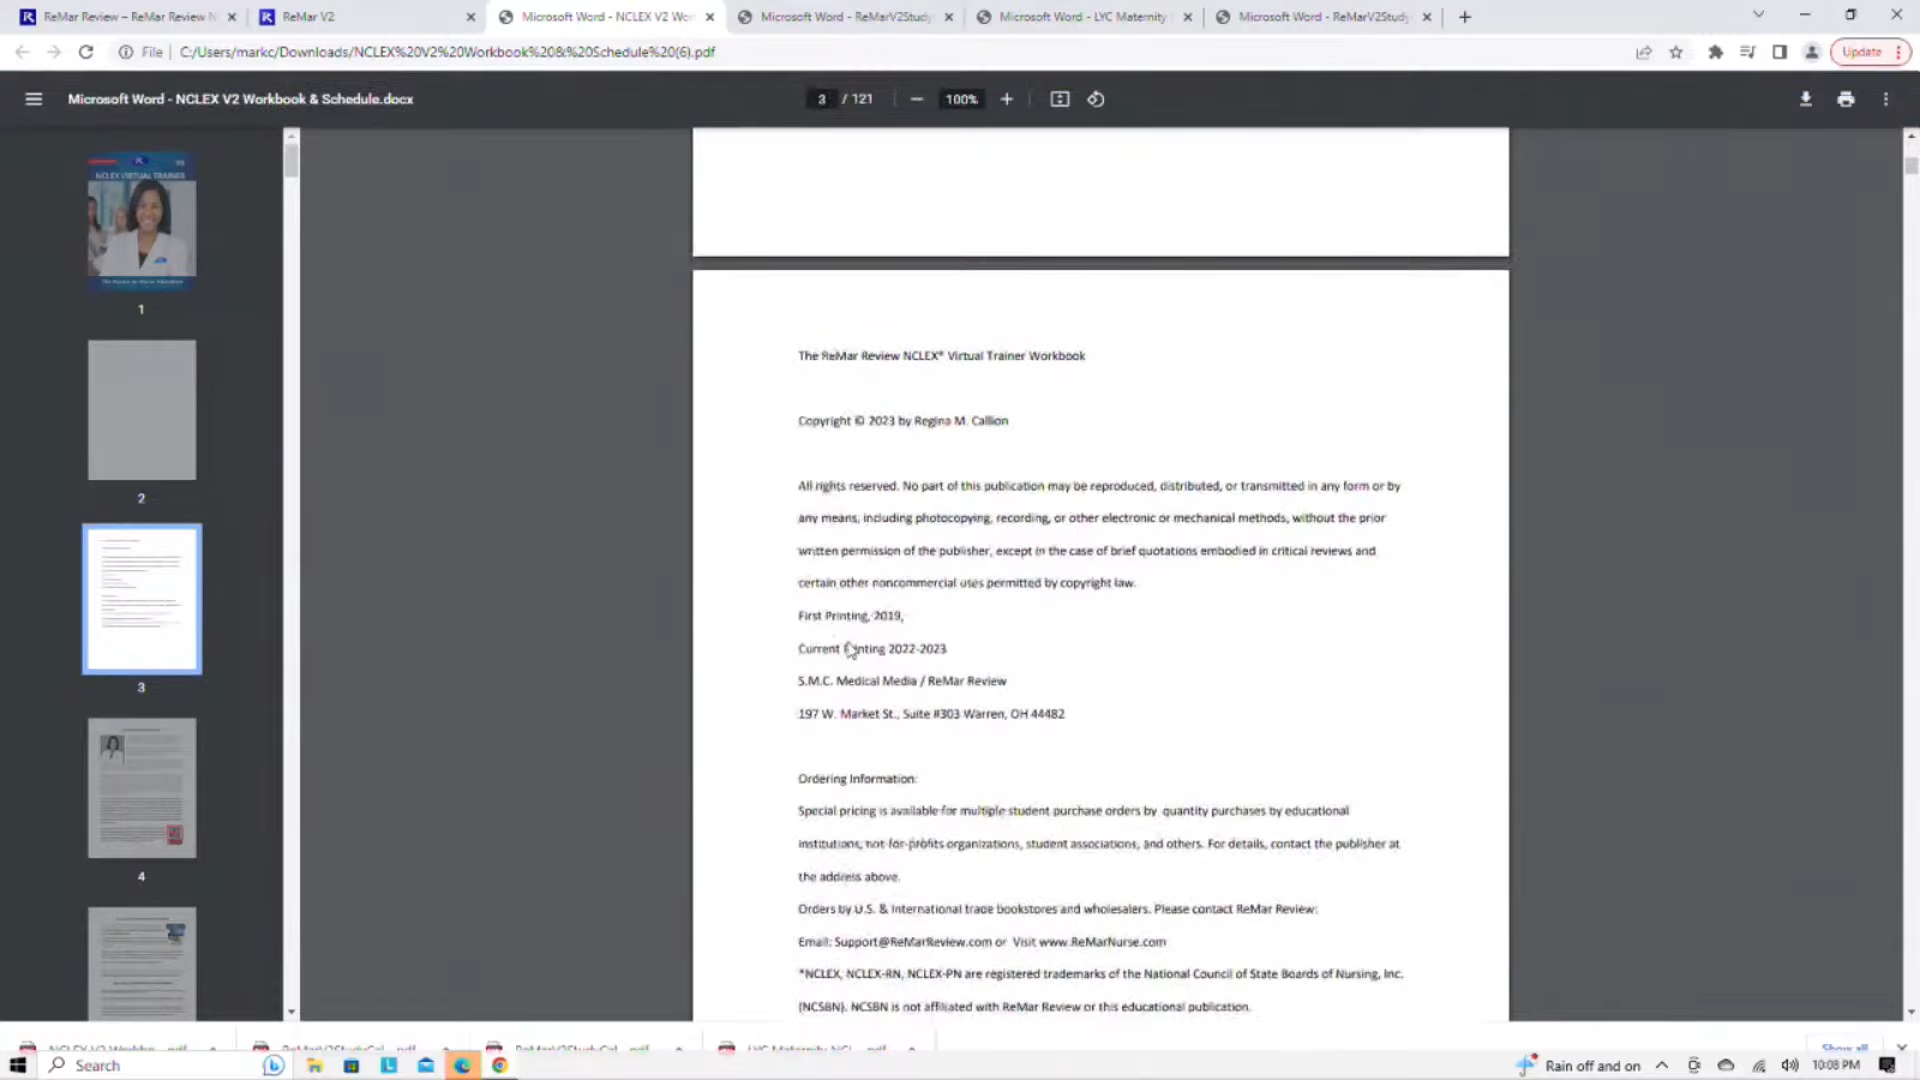 ReMar Review – ReMar Review N
ReMar V2
Microsoft Word - NCLEX V2 Wor
Microsoft Word - ReMarV2Study
Microsoft Word - LYC Maternity
Microsoft Word - ReMarV2Study
File
C:/Users/markc/Downloads/NCLEX%20V2%20Workbook%20&%20Schedule%20(6).pdf
Update
Microsoft Word - NCLEX V2 Workbook & Schedule.docx
3 / 121
100%
NCLEX VIRTUAL TRAINER
1
2
3
4
The ReMar Review NCLEX® Virtual Trainer Workbook
Copyright © 2023 by Regina M. Callion
All rights reserved. No part of this publication may be reproduced, distributed, or transmitted in any form or by
any means, including photocopying, recording, or other electronic or mechanical methods, without the prior
written permission of the publisher, except in the case of brief quotations embodied in critical reviews and
certain other noncommercial uses permitted by copyright law.
First Printing, 2019,
Current Printing 2022-2023
S.M.C. Medical Media / ReMar Review
197 W. Market St., Suite #303 Warren, OH 44482
Ordering Information:
Special pricing is available for multiple student purchase orders by quantity purchases by educational
institutions, not-for-profits organizations, student associations, and others. For details, contact the publisher at
the address above.
Orders by U.S. & International trade bookstores and wholesalers. Please contact ReMar Review:
Email: Support@ReMarReview.com or Visit www.ReMarNurse.com
*NCLEX, NCLEX-RN, NCLEX-PN are registered trademarks of the National Council of State Boards of Nursing, Inc.
(NCSBN). NCSBN is not affiliated with ReMar Review or this educational publication.
Show all
Search
Rain off and on
10:08 PM